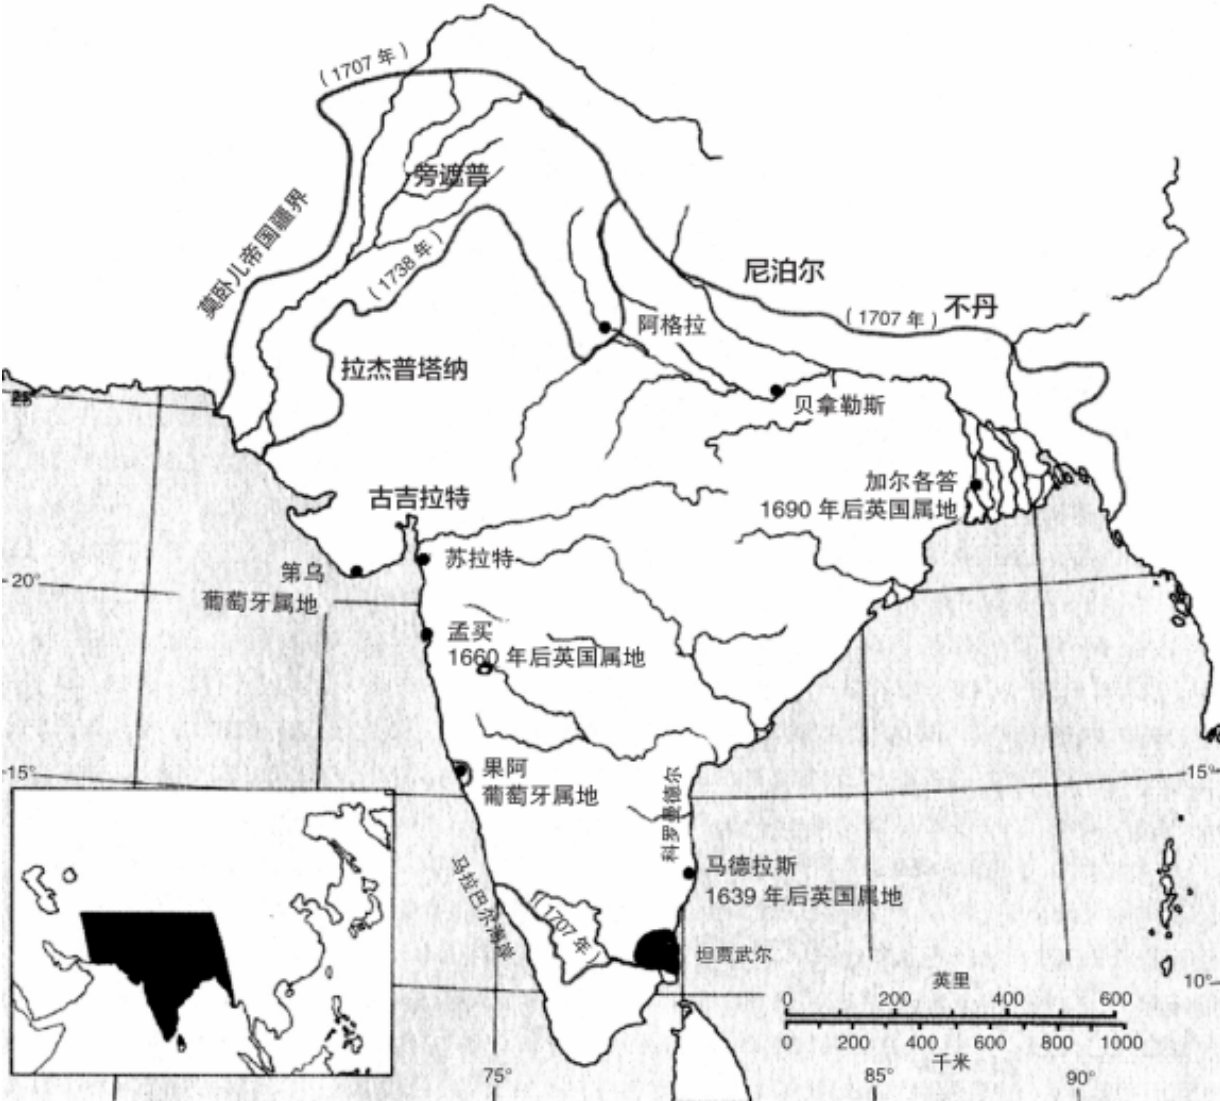 （1707 年）
旁遮普
莫卧儿帝国疆界
（1738 年）
尼泊尔
不丹
（1707 年）
阿格拉
拉杰普塔纳
贝拿勒斯
25
加尔各答
1690 年后英国属地
古吉拉特
苏拉特
第乌
葡萄牙属地
20°
孟买
1660 年后英国属地
果阿
葡萄牙属地
15°
15°
科罗曼德尔
马德拉斯
1639 年后英国属地
马拉巴尔海岸
（1707 年）
坦贾武尔
10°
英里
0 200 400 600
0 200 400 600 800 1000
千米
75°
85°
90°